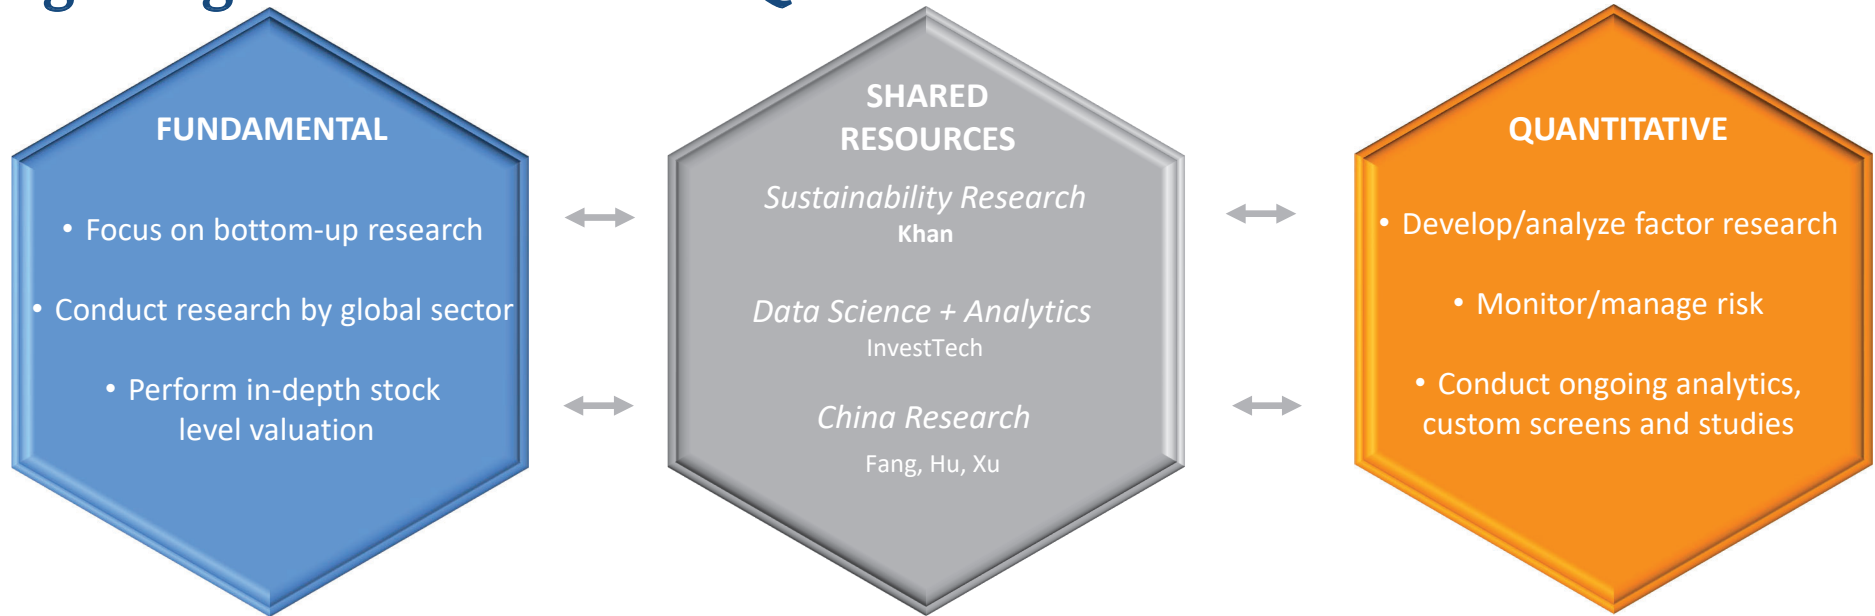 FUNDAMENTAL
• Focus on bottom-up research
• Conduct research by global sector
• Perform in-depth stock
level valuation
SHARED
RESOURCES
Sustainability Research
Khan
Data Science + Analytics
InvestTech
China Research
Fang, Hu, Xu
QUANTITATIVE
• Develop/analyze factor research
• Monitor/manage risk
• Conduct ongoing analytics,
custom screens and studies